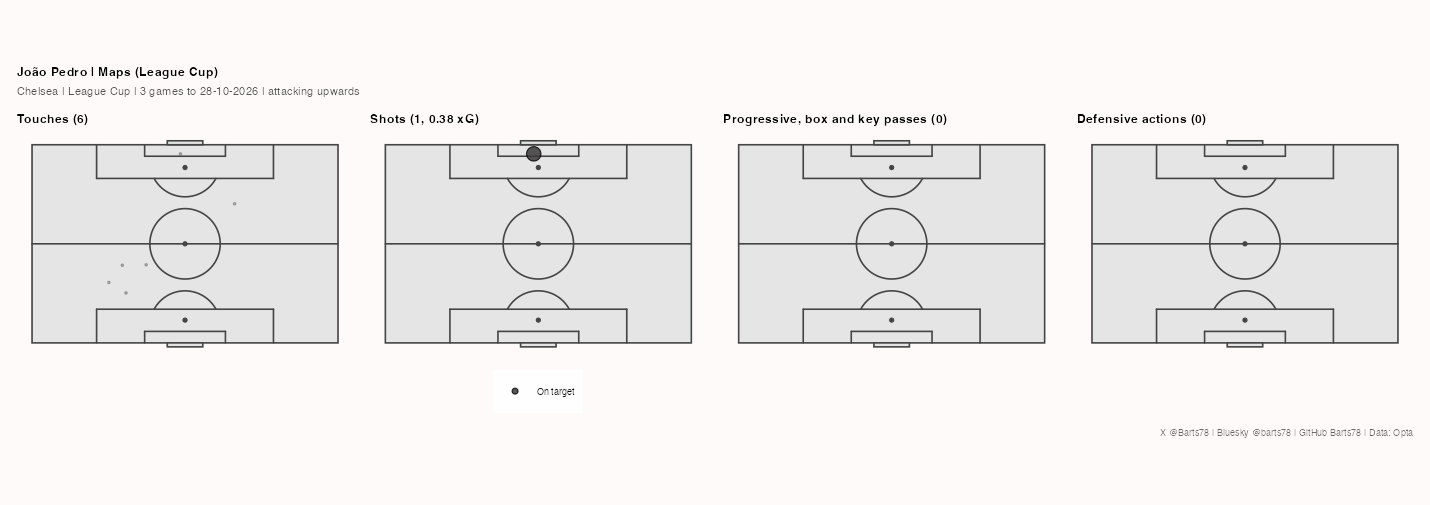 João Pedro | Maps (League Cup)
Chelsea | League Cup | 3 games to 28-10-2026 | attacking upwards
Touches (6)
Shots (1, 0.38 xG)
Progressive, box and key passes (0)
Defensive actions (0)
On target
X @Barts78 | Bluesky @barts78 | GitHub Barts78 | Data: Opta